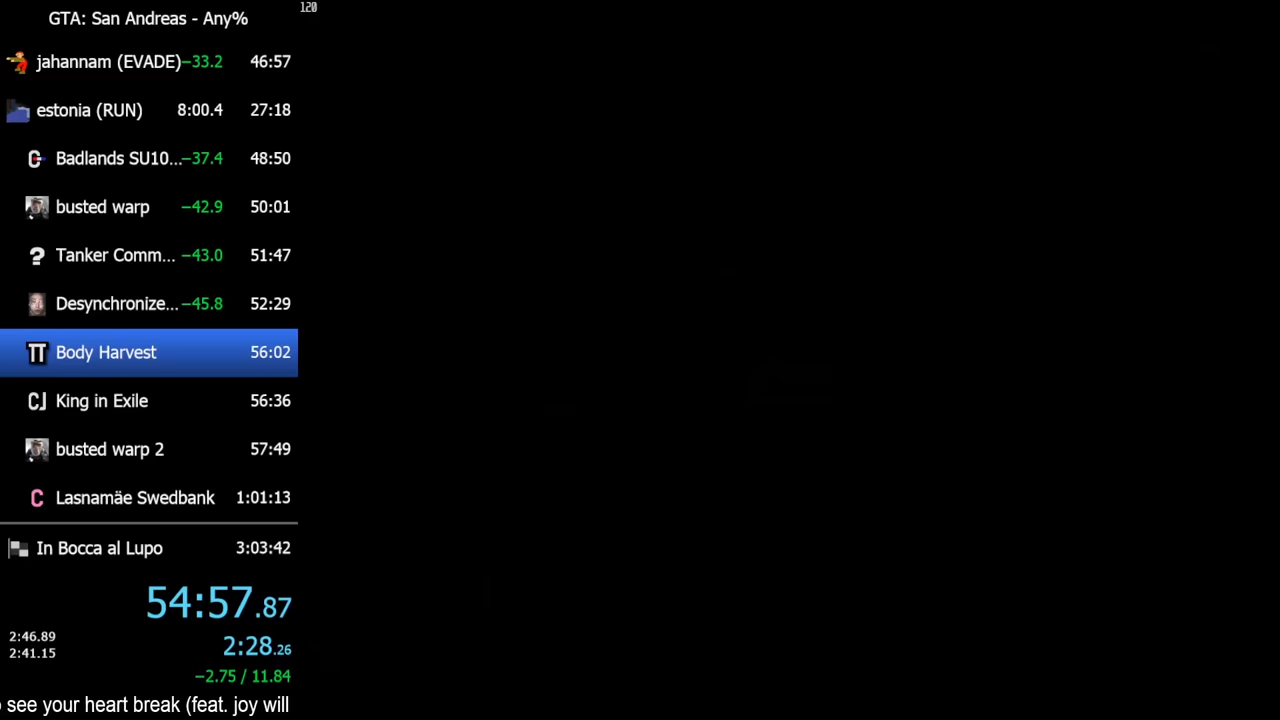 GTA: San Andreas - Any%
120
jahannam (EVADE) −33.2 46:57
estonia (RUN) 8:00.4 27:18
Badlands SU10... −37.4 48:50
busted warp −42.9 50:01
Tanker Comm... −43.0 51:47
Desynchronize... −45.8 52:29
Body Harvest 56:02
King in Exile 56:36
busted warp 2 57:49
Lasnamäe Swedbank 1:01:13
In Bocca al Lupo 3:03:42
54:57.87
2:46.89
2:28.26
2:41.15
−2.75 / 11.84
see your heart break (feat. joy will